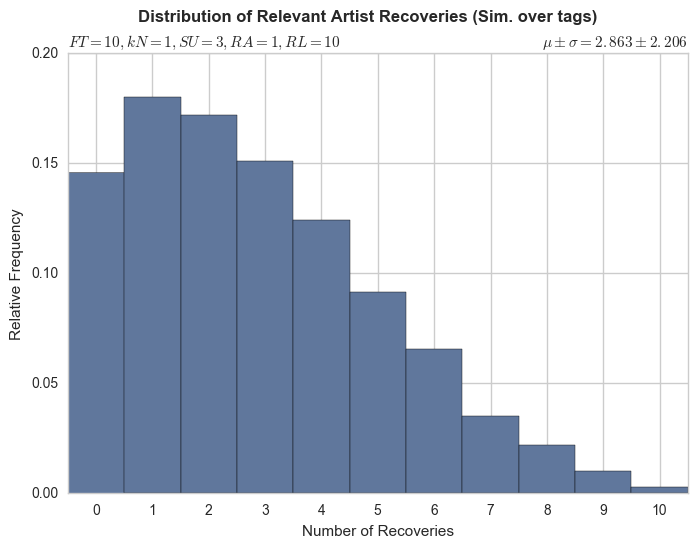 Distribution of Relevant Artist Recoveries (Sim. over tags)
FT = 10, kN = 1, SU = 3, RA = 1, RL = 10
μ ± σ = 2.863 ± 2.206
0.20
0.15
0.10
0.05
0.00
Relative Frequency
0 1 2 3 4 5 6 7 8 9 10
Number of Recoveries